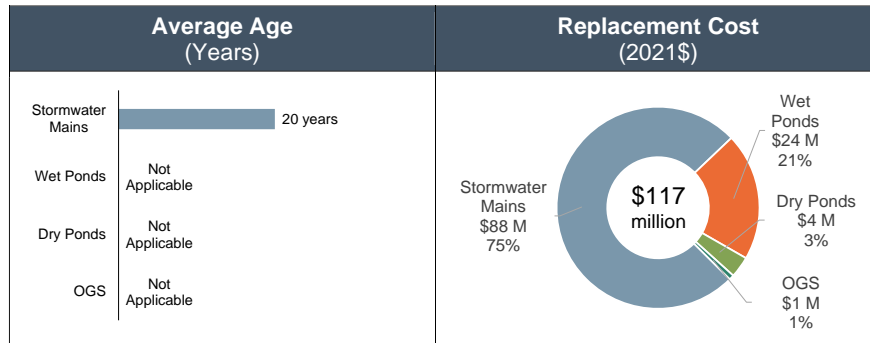 Average Age
(Years)
Replacement Cost
(2021$)
Stormwater
Mains
20 years
Wet Ponds
Not
Applicable
Dry Ponds
Not
Applicable
OGS
Not
Applicable
Stormwater
Mains
$88 M
75%
$117
million
Wet
Ponds
$24 M
21%
Dry Ponds
$4 M
3%
OGS
$1 M
1%